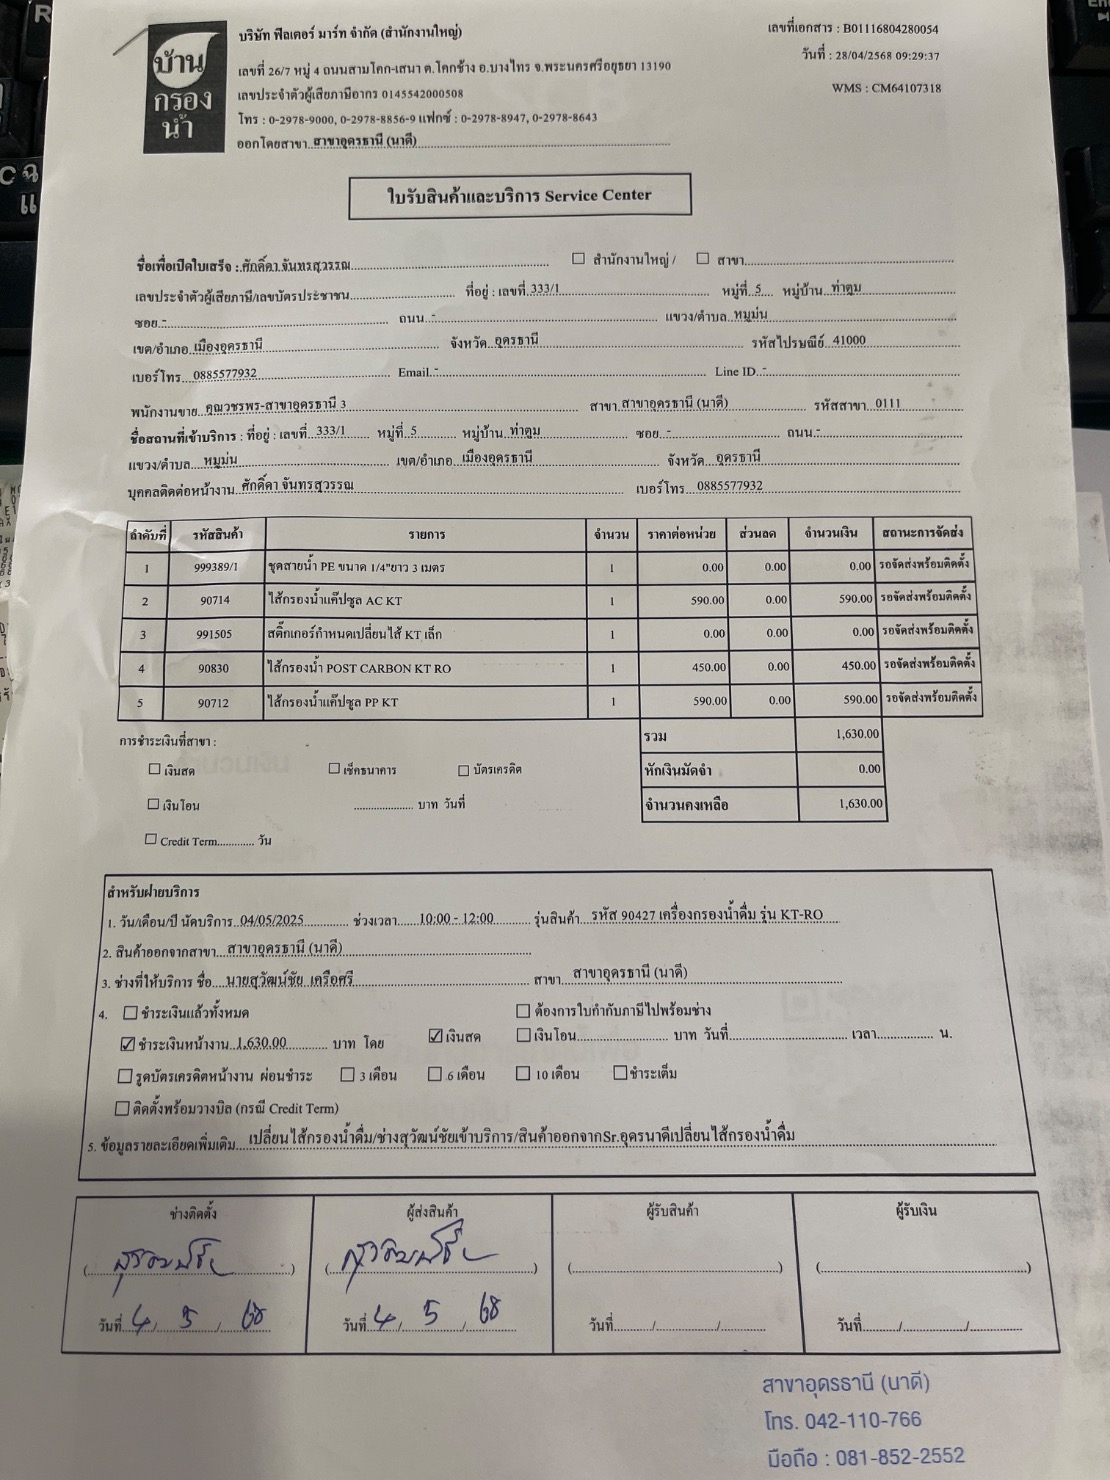 บ้าน
กรอง
น้ำ
บริษัท ฟิลเตอร์ มาร์ท จำกัด (สำนักงานใหญ่)
เลขที่ 26/7 หมู่ 4 ถนนสามโคก-เสนา ต.โคกช้าง อ.บางไทร จ.พระนครศรีอยุธยา 13190
เลขประจำตัวผู้เสียภาษีอากร 0145542000508
โทร : 0-2978-9000, 0-2978-8856-9 แฟกซ์ : 0-2978-8947, 0-2978-8643
ออกโดยสาขา สาขาอุดรธานี (นาดี)
เลขที่เอกสาร : B01116804280054
วันที่ : 28/04/2568 09:29:37
WMS : CM64107318
ใบรับสินค้าและบริการ Service Center
ชื่อเพื่อเปิดใบเสร็จ : ศักดิ์ดา จันทรสุวรรณ ☐ สำนักงานใหญ่ / ☐ สาขา
เลขประจำตัวผู้เสียภาษี/เลขบัตรประชาชน ที่อยู่ : เลขที่ 333/1 หมู่ที่ 5 หมู่บ้าน ท่าตูม
ซอย - ถนน - แขวง/ตำบล หมูม่น
เขต/อำเภอ เมืองอุดรธานี จังหวัด อุดรธานี รหัสไปรษณีย์ 41000
เบอร์โทร 0885577932 Email - Line ID -
พนักงานขาย คุณวชรพร-สาขาอุดรธานี 3 สาขา สาขาอุดรธานี (นาดี) รหัสสาขา 0111
ชื่อสถานที่เข้าบริการ : ที่อยู่ : เลขที่ 333/1 หมู่ที่ 5 หมู่บ้าน ท่าตูม ซอย - ถนน -
แขวง/ตำบล หมูม่น เขต/อำเภอ เมืองอุดรธานี จังหวัด อุดรธานี
บุคคลติดต่อหน้างาน ศักดิ์ดา จันทรสุวรรณ เบอร์โทร 0885577932
ลำดับที่ รหัสสินค้า รายการ จำนวน ราคาต่อหน่วย ส่วนลด จำนวนเงิน สถานะการจัดส่ง
1 999389/1 ชุดสายน้ำ PE ขนาด 1/4"ยาว 3 เมตร 1 0.00 0.00 0.00 รอจัดส่งพร้อมติดตั้ง
2 90714 ไส้กรองน้ำแค๊ปซูล AC KT 1 590.00 0.00 590.00 รอจัดส่งพร้อมติดตั้ง
3 991505 สติ๊กเกอร์กำหนดเปลี่ยนไส้ KT เล็ก 1 0.00 0.00 0.00 รอจัดส่งพร้อมติดตั้ง
4 90830 ไส้กรองน้ำ POST CARBON KT RO 1 450.00 0.00 450.00 รอจัดส่งพร้อมติดตั้ง
5 90712 ไส้กรองน้ำแค๊ปซูล PP KT 1 590.00 0.00 590.00 รอจัดส่งพร้อมติดตั้ง
รวม 1,630.00
หักเงินมัดจำ 0.00
จำนวนคงเหลือ 1,630.00
การชำระเงินที่สาขา :
☐ เงินสด ☐ เช็คธนาคาร ☐ บัตรเครดิต
☐ เงินโอน บาท วันที่
☐ Credit Term วัน
สำหรับฝ่ายบริการ
1. วัน/เดือน/ปี นัดบริการ 04/05/2025 ช่วงเวลา 10:00 - 12:00 รุ่นสินค้า รหัส 90427 เครื่องกรองน้ำดื่ม รุ่น KT-RO
2. สินค้าออกจากสาขา สาขาอุดรธานี (นาดี)
3. ช่างที่ให้บริการ ชื่อ นายสุวัฒน์ชัย เครือศรี สาขา สาขาอุดรธานี (นาดี)
4. ☐ ชำระเงินแล้วทั้งหมด ☐ ต้องการใบกำกับภาษีไปพร้อมช่าง
☑ ชำระเงินหน้างาน 1,630.00 บาท โดย ☑ เงินสด ☐ เงินโอน บาท วันที่ เวลา น.
☐ รูดบัตรเครดิตหน้างาน ผ่อนชำระ ☐ 3 เดือน ☐ 6 เดือน ☐ 10 เดือน ☐ ชำระเต็ม
☐ ติดตั้งพร้อมวางบิล (กรณี Credit Term)
5. ข้อมูลรายละเอียดเพิ่มเติม เปลี่ยนไส้กรองน้ำดื่ม/ช่างสุวัฒน์ชัยเข้าบริการ/สินค้าออกจากSr.อุดรนาดีเปลี่ยนไส้กรองน้ำดื่ม
ช่างติดตั้ง ผู้ส่งสินค้า ผู้รับสินค้า ผู้รับเงิน
(สุวัฒน์ชัย) (สุวัฒน์ชัย) ( ) ( )
วันที่ 4 / 5 / 68 วันที่ 4 / 5 / 68 วันที่ / / วันที่ / /
สาขาอุดรธานี (นาดี)
โทร. 042-110-766
มือถือ : 081-852-2552